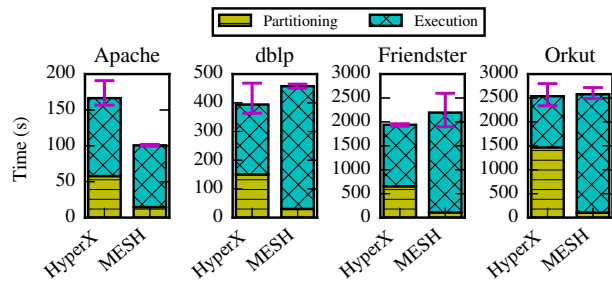 Partitioning Execution
Apache dblp Friendster Orkut
Time (s)
200
150
100
50
0
HyperX
MESH
500
400
300
200
100
0
HyperX
MESH
3000
2500
2000
1500
1000
500
0
HyperX
MESH
3000
2500
2000
1500
1000
500
0
HyperX
MESH